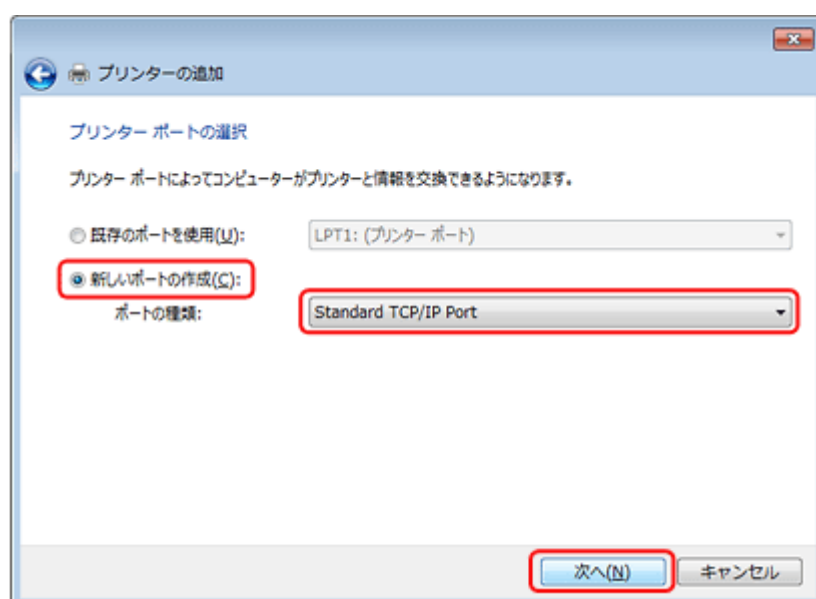 プリンターの追加
プリンター ポートの選択
プリンター ポートによってコンピューターがプリンターと情報を交換できるようになります。
既存のポートを使用(U): LPT1: (プリンター ポート)
新しいポートの作成(C):
ポートの種類: Standard TCP/IP Port
次へ(N) キャンセル